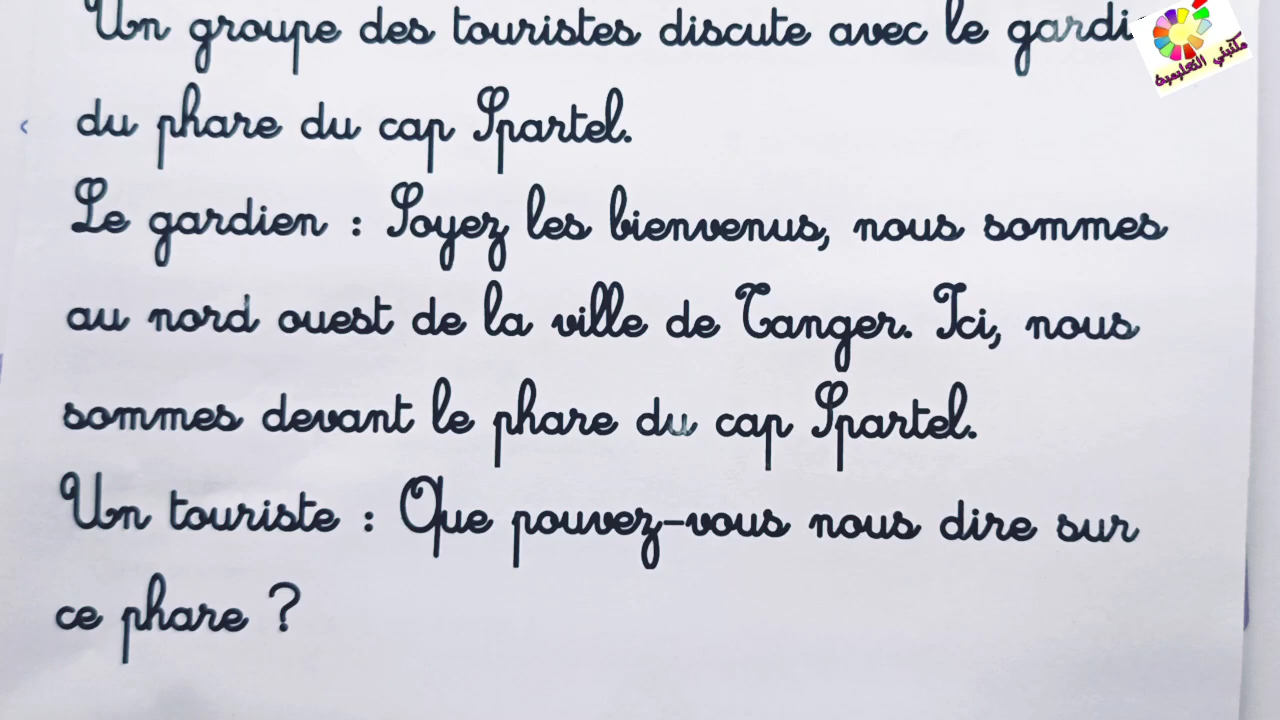 Un groupe des touristes discute avec le gardi
du phare du cap Spartel.
Le gardien : Soyez les bienvenus, nous sommes
au nord ouest de la ville de Tanger. Ici, nous
sommes devant le phare du cap Spartel.
Un touriste : Que pouvez-vous nous dire sur
ce phare ?
مكتبتي التعليمية